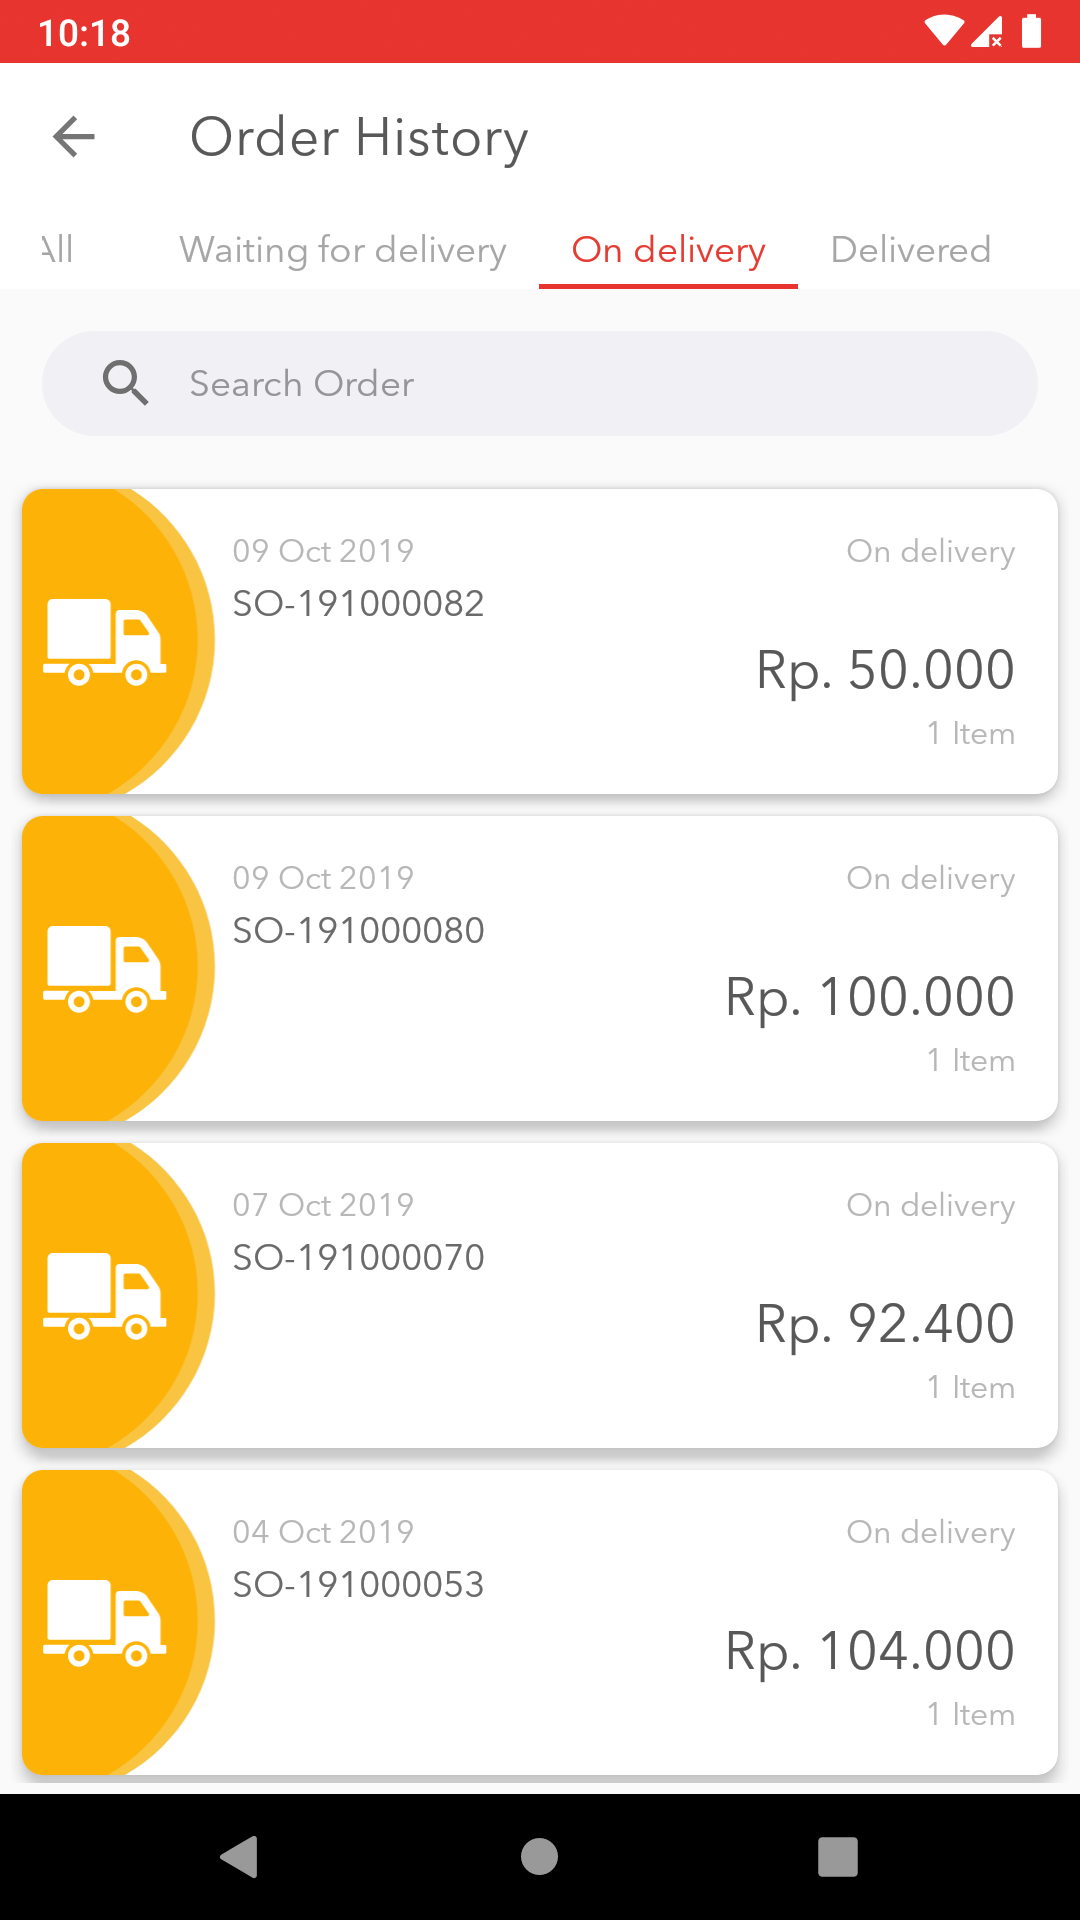 10:18
Order History
All Waiting for delivery On delivery Delivered
Search Order
09 Oct 2019 On delivery
SO-191000082
Rp. 50.000
1 Item
09 Oct 2019 On delivery
SO-191000080
Rp. 100.000
1 Item
07 Oct 2019 On delivery
SO-191000070
Rp. 92.400
1 Item
04 Oct 2019 On delivery
SO-191000053
Rp. 104.000
1 Item